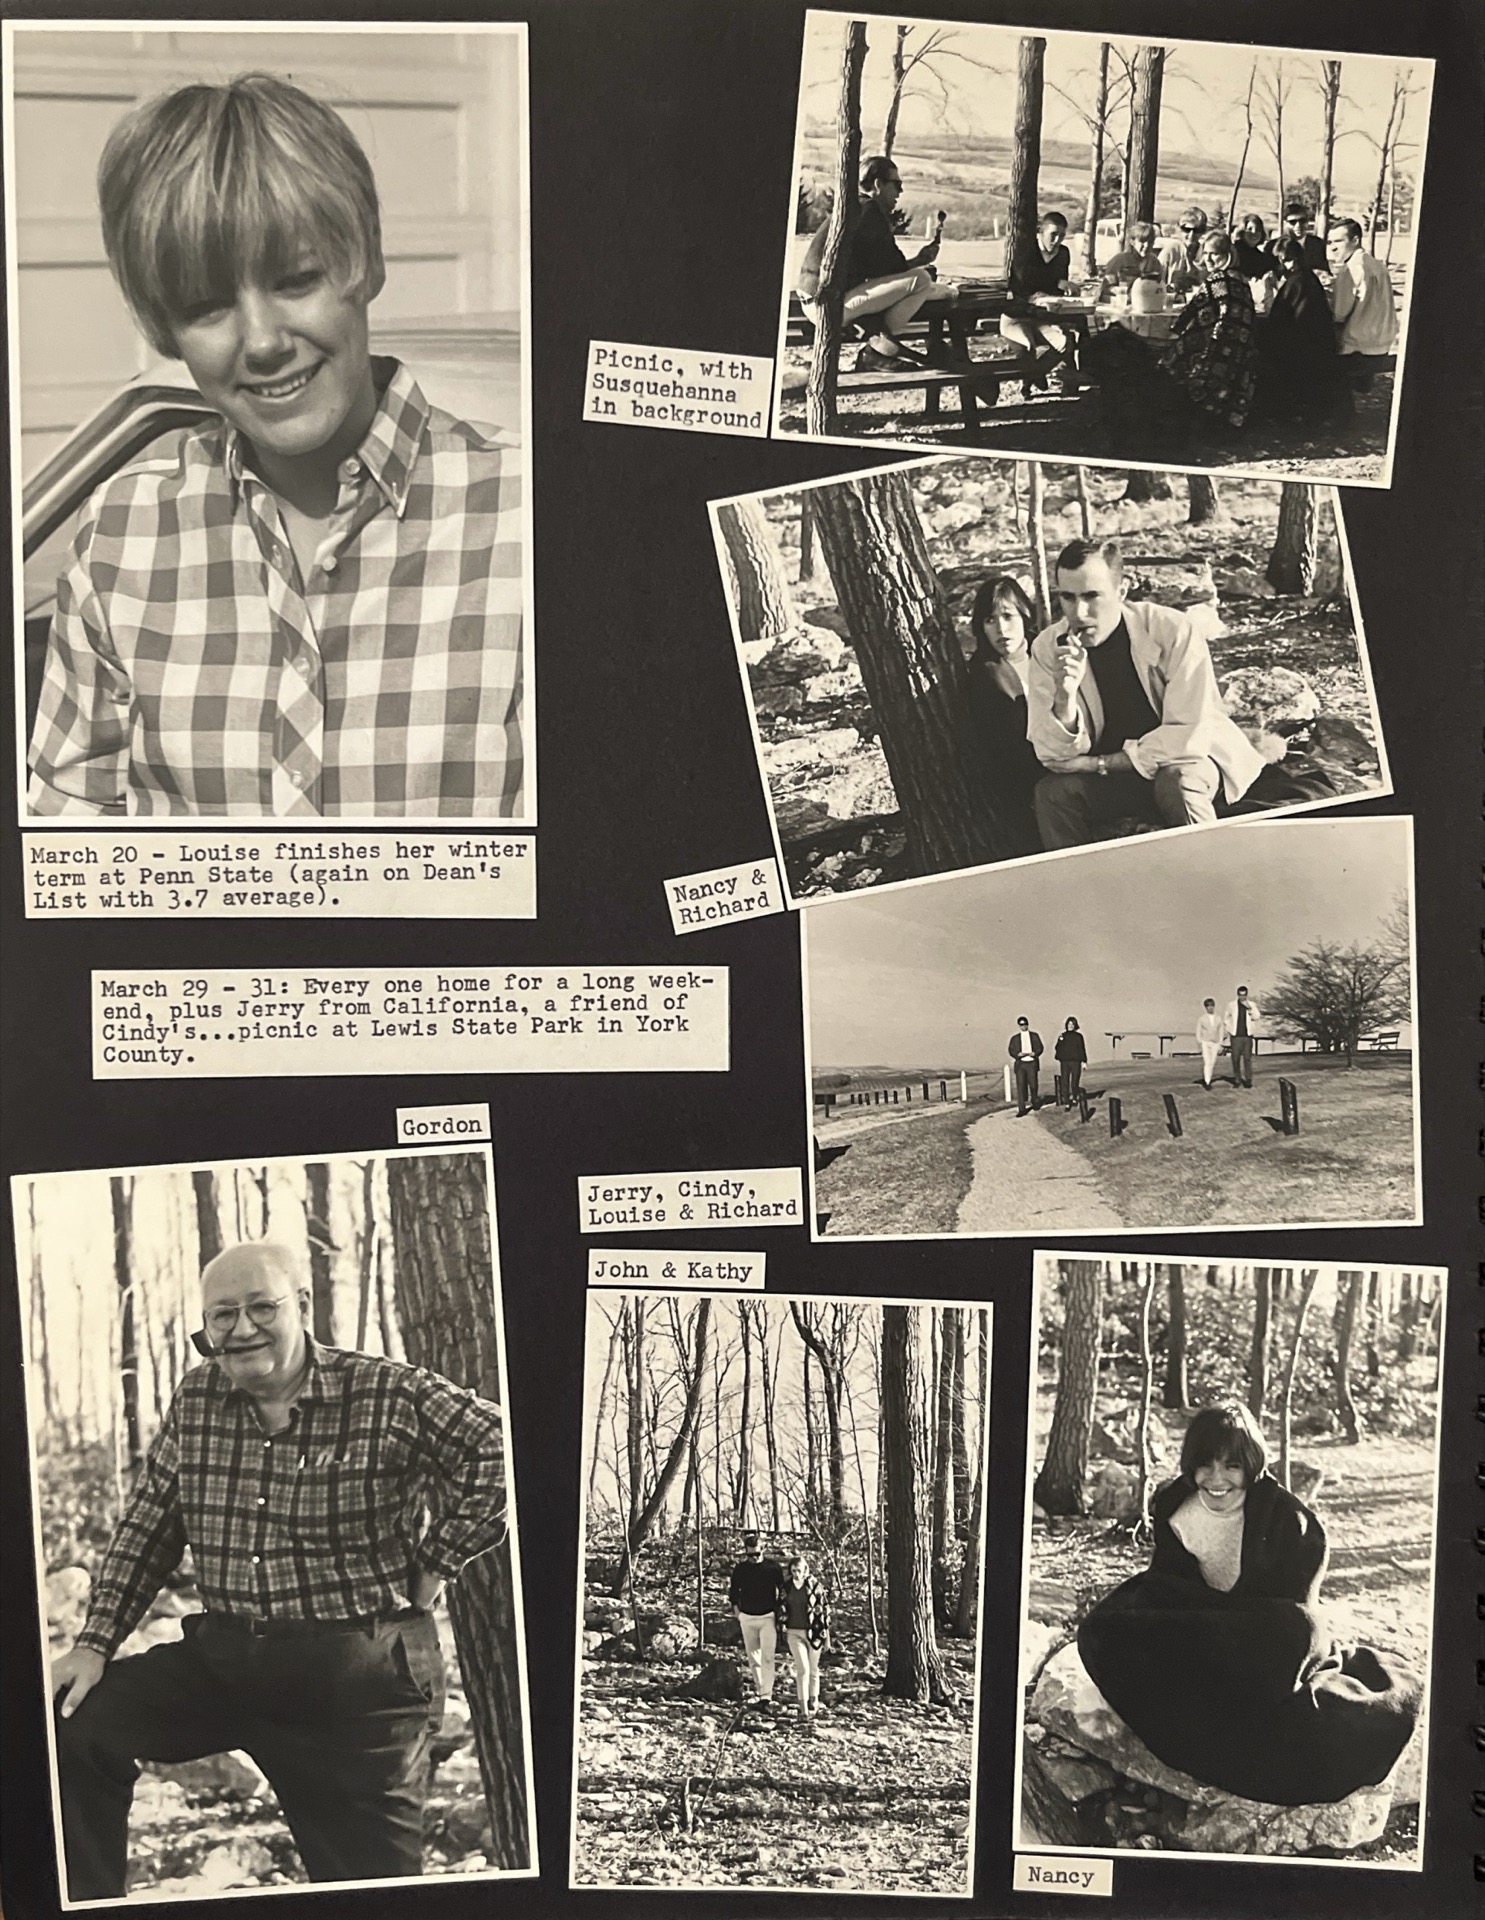 Picnic, with
Susquehanna
in background
March 20 - Louise finishes her winter
term at Penn State (again on Dean's
List with 3.7 average).
Nancy &
Richard
March 29 - 31: Every one home for a long week-
end, plus Jerry from California, a friend of
Cindy's...picnic at Lewis State Park in York
County.
Gordon
Jerry, Cindy,
Louise & Richard
John & Kathy
Nancy